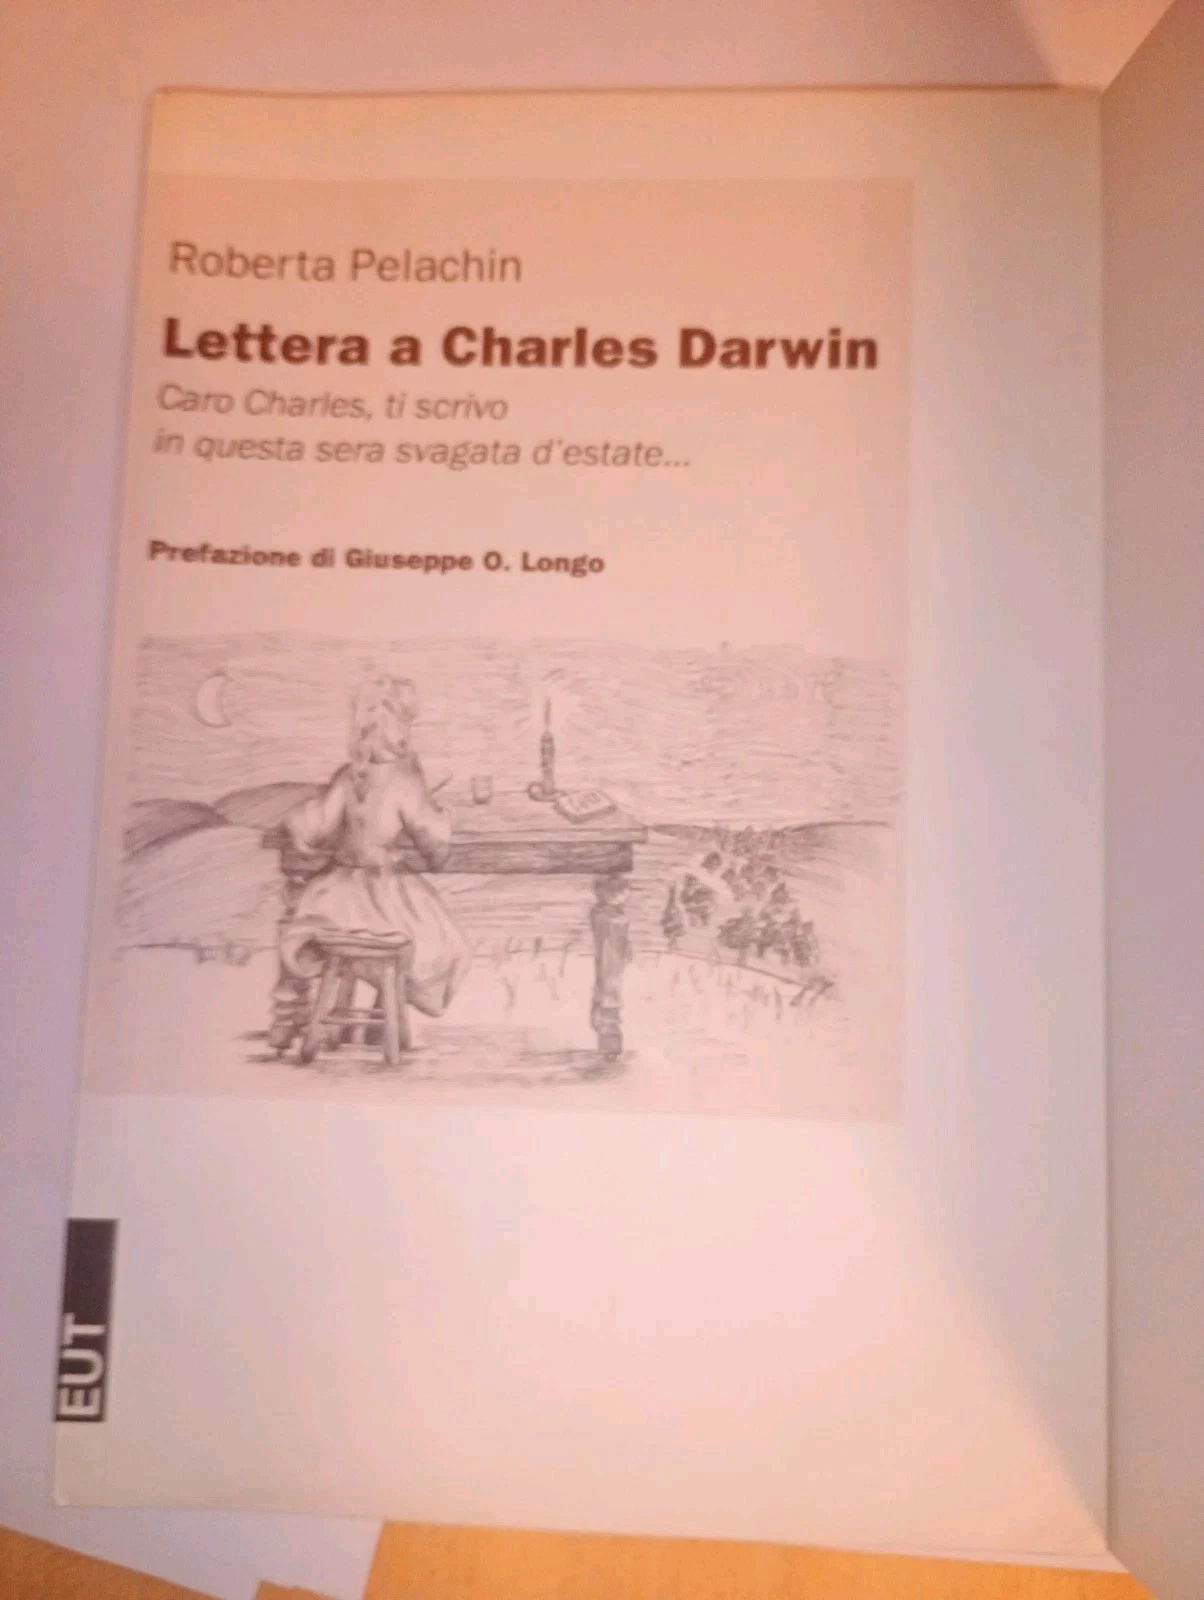 Roberta Pelachin
Lettera a Charles Darwin
Caro Charles, ti scrivo
in questa sera svagata d'estate...
Prefazione di Giuseppe O. Longo
EUT